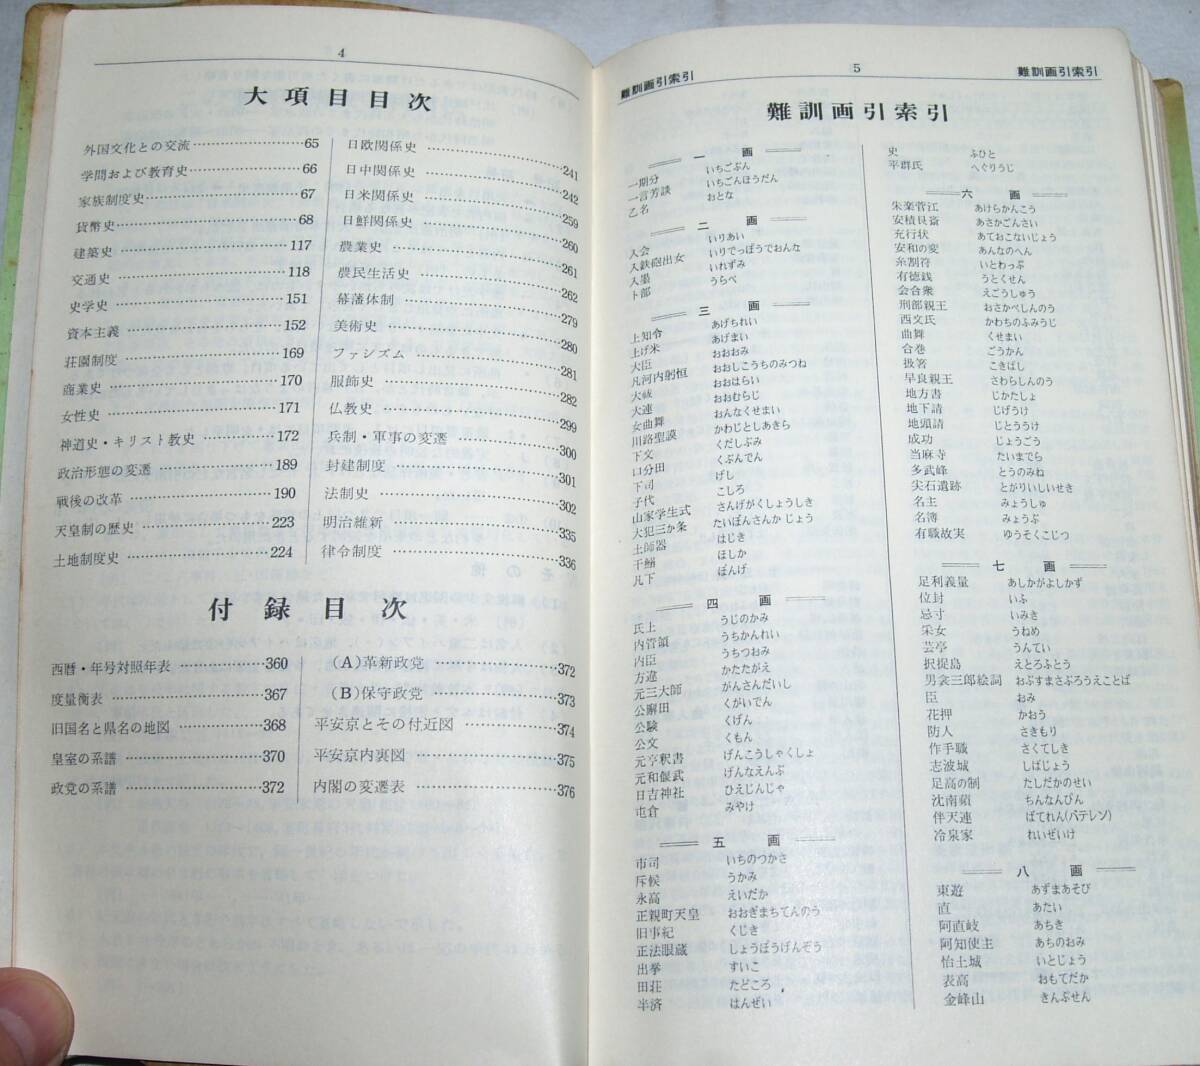 4
大項目目次
外国文化との交流……65
学問および教育史……66
家族制度史……67
貨幣史……68
建築史……117
交通史……118
史学史……151
資本主義……152
荘園制度……169
商業史……170
女性史……171
神道史・キリスト教史……172
政治形態の変遷……189
戦後の改革……190
天皇制の歴史……223
土地制度史……224
日欧関係史……241
日中関係史……242
日米関係史……259
日鮮関係史……260
農業史……261
農民生活史……262
幕藩体制……279
美術史……280
ファシズム……281
服飾史……282
仏教史……299
兵制・軍事の変遷……300
封建制度……301
法制史……302
明治維新……335
律令制度……336
付録目次
西暦・年号対照年表……360
度量衡表……367
旧国名と県名の地図……368
皇室の系譜……370
政党の系譜……372
(A)革新政党……372
(B)保守政党……373
平安京とその付近図……374
平安京内裏図……375
内閣の変遷表……376
難訓画引索引
5
難訓画引索引
難訓画引索引
一画
一期分 いちごぶん
一言芳談 いちごんほうだん
乙名 おとな
二画
入会 いりあい
入鉄砲出女 いりでっぽうでおんな
入墨 いれずみ
卜部 うらべ
三画
上知令 あげちれい
上げ米 あげまい
大臣 おおおみ
凡河内躬恒 おおしこうちのみつね
大祓 おおはらい
大連 おおむらじ
女曲舞 おんなくせまい
川路聖謨 かわじとしあきら
下文 くだしぶみ
口分田 くぶんでん
下司 げし
子代 こしろ
山家学生式 さんげがくしょうしき
大犯三か条 たいぼんさんかじょう
土師器 はじき
干鰯 ほしか
凡下 ぼんげ
四画
氏上 うじのかみ
内管領 うちかんれい
内臣 うちつおみ
方違 かたたがえ
元三大師 がんさんだいし
公廨田 くがいでん
公験 くげん
公文 くもん
元亨釈書 げんこうしゃくしょ
元和偃武 げんなえんぶ
日吉神社 ひえじんじゃ
屯倉 みやけ
五画
市司 いちのつかさ
斥候 うかみ
永高 えいだか
正親町天皇 おおぎまちてんのう
旧事紀 くじき
正法眼蔵 しょうぼうげんぞう
出挙 すいこ
田荘 たどころ
半済 はんぜい
史 ふひと
平群氏 へぐりうじ
六画
朱楽菅江 あけらかんこう
安積艮斎 あさかごんさい
充行状 あておこないじょう
安和の変 あんなのへん
糸割符 いとわっぷ
有徳銭 うとくせん
会合衆 えごうしゅう
刑部親王 おさかべしんのう
西文氏 かわちのふみうじ
曲舞 くせまい
合巻 ごうかん
扱箸 こきばし
早良親王 さわらしんのう
地方書 じかたしょ
地下請 じげうけ
地頭請 じとううけ
成功 じょうごう
当麻寺 たいまでら
多武峰 とうのみね
尖石遺跡 とがりいしいせき
名主 みょうしゅ
名簿 みょうぶ
有職故実 ゆうそくこじつ
七画
足利義量 あしかがよしかず
位封 いふ
忌寸 いみき
采女 うねめ
芸亭 うんてい
択捉島 えとろふとう
男衾三郎絵詞 おぶすまさぶろうえことば
臣 おみ
花押 かおう
防人 さきもり
作手職 さくてしき
志波城 しばじょう
足高の制 たしだかのせい
沈南蘋 ちんなんぴん
伴天連 ばてれん(パテレン)
冷泉家 れいぜいけ
八画
東遊 あずまあそび
直 あたい
阿直岐 あちき
阿知使主 あちのおみ
怡土城 いとじょう
表高 おもてだか
金峰山 きんぶせん